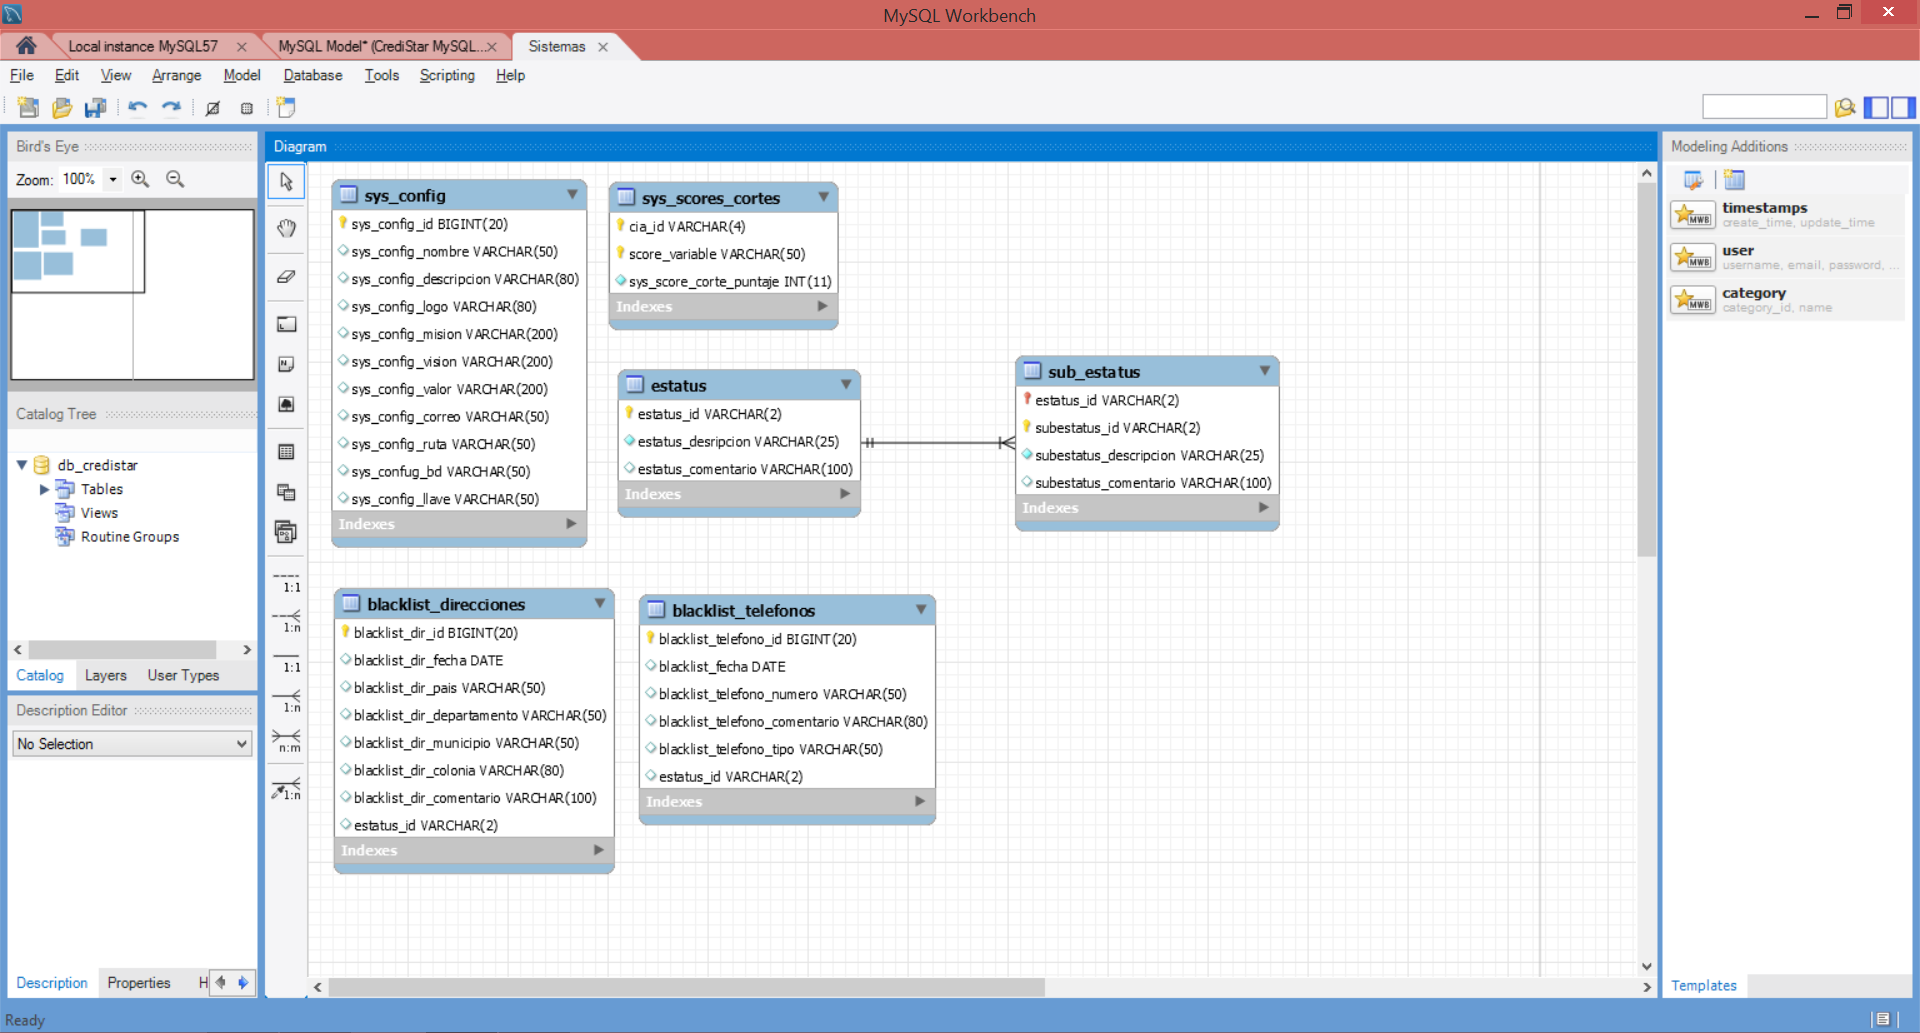 MySQL Workbench
Local instance MySQL57
MySQL Model* (CrediStar MySQL...
Sistemas
File Edit View Arrange Model Database Tools Scripting Help
Bird's Eye
Zoom: 100%
Catalog Tree
db_credistar
Tables
Views
Routine Groups
Catalog Layers User Types
Description Editor
No Selection
Description Properties H
Ready
Diagram
1:1
1:n
1:1
1:n
n:m
1:n
sys_config
sys_config_id BIGINT(20)
sys_config_nombre VARCHAR(50)
sys_config_descripcion VARCHAR(80)
sys_config_logo VARCHAR(80)
sys_config_mision VARCHAR(200)
sys_config_vision VARCHAR(200)
sys_config_valor VARCHAR(200)
sys_config_correo VARCHAR(50)
sys_config_ruta VARCHAR(50)
sys_confug_bd VARCHAR(50)
sys_config_llave VARCHAR(50)
Indexes
sys_scores_cortes
cia_id VARCHAR(4)
score_variable VARCHAR(50)
sys_score_corte_puntaje INT(11)
Indexes
estatus
estatus_id VARCHAR(2)
estatus_desripcion VARCHAR(25)
estatus_comentario VARCHAR(100)
Indexes
sub_estatus
estatus_id VARCHAR(2)
subestatus_id VARCHAR(2)
subestatus_descripcion VARCHAR(25)
subestatus_comentario VARCHAR(100)
Indexes
blacklist_direcciones
blacklist_dir_id BIGINT(20)
blacklist_dir_fecha DATE
blacklist_dir_pais VARCHAR(50)
blacklist_dir_departamento VARCHAR(50)
blacklist_dir_municipio VARCHAR(50)
blacklist_dir_colonia VARCHAR(80)
blacklist_dir_comentario VARCHAR(100)
estatus_id VARCHAR(2)
Indexes
blacklist_telefonos
blacklist_telefono_id BIGINT(20)
blacklist_fecha DATE
blacklist_telefono_numero VARCHAR(50)
blacklist_telefono_comentario VARCHAR(80)
blacklist_telefono_tipo VARCHAR(50)
estatus_id VARCHAR(2)
Indexes
Modeling Additions
MWB
timestamps
create_time, update_time
MWB
user
username, email, password, ...
MWB
category
category_id, name
Templates